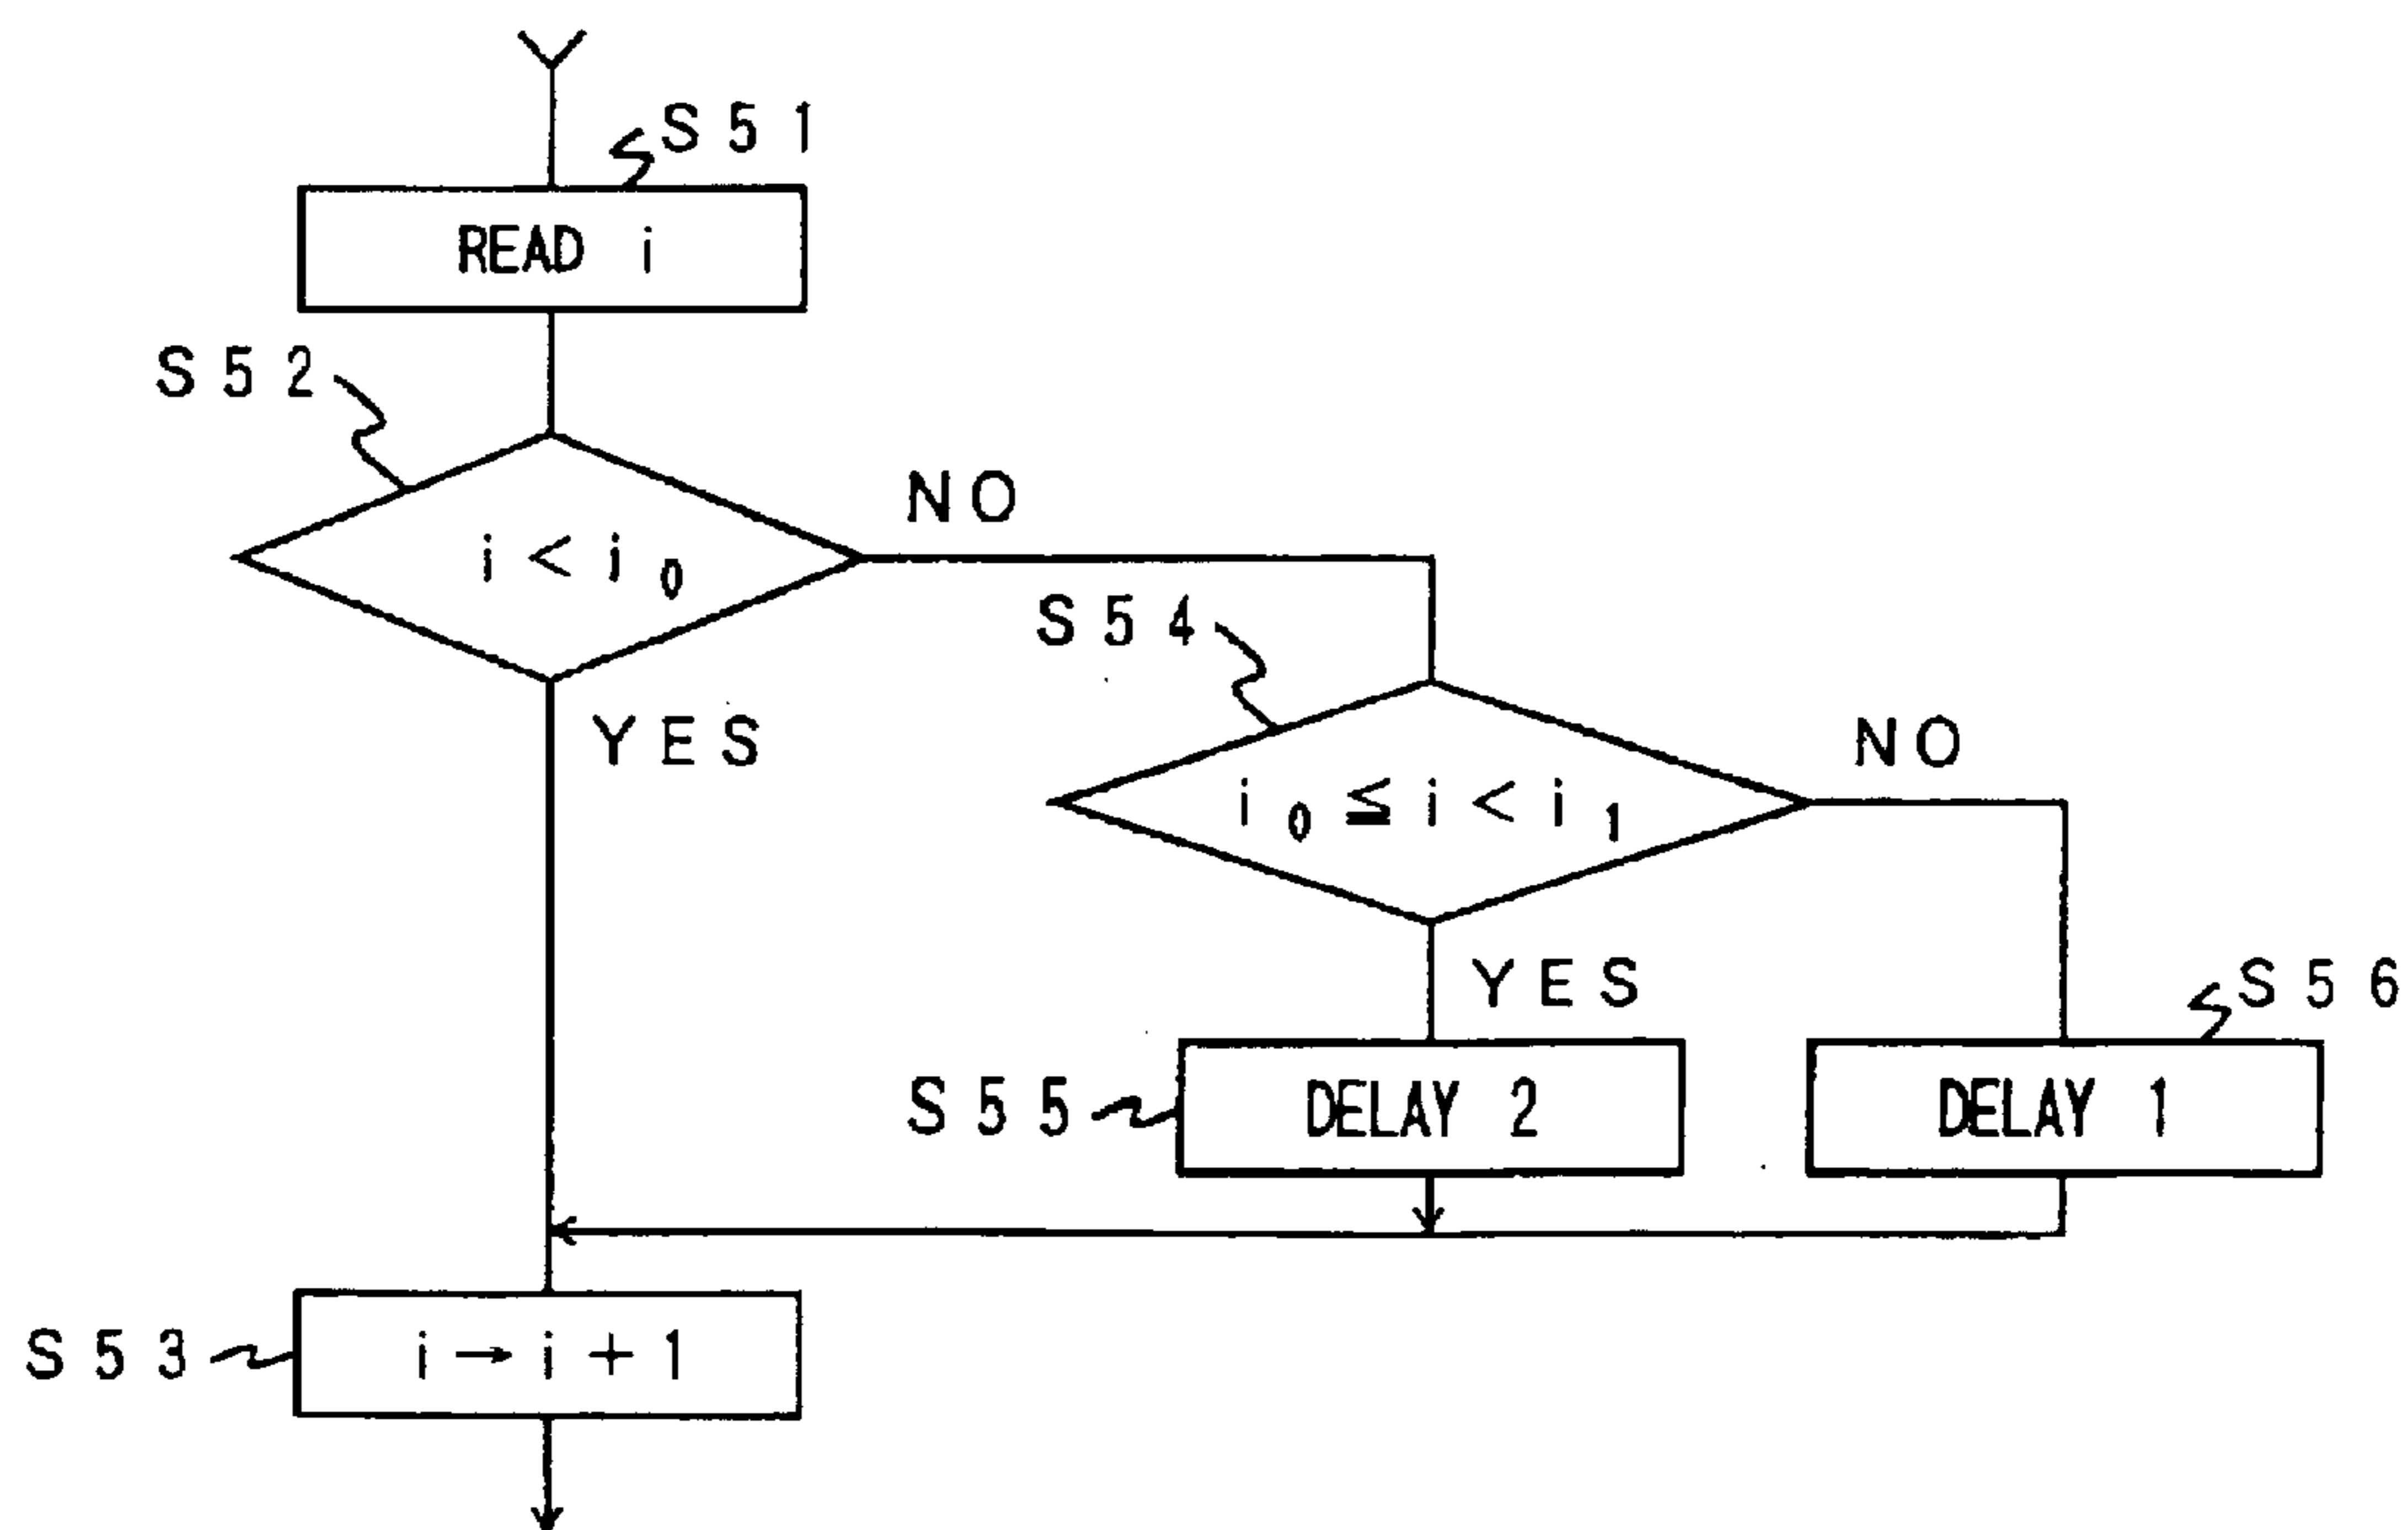 S51
READ i
S52
i < i0
NO
YES
S54
i0 ≦ i < i1
NO
YES
S56
S55
DELAY 2
DELAY 1
S53
i → i + 1